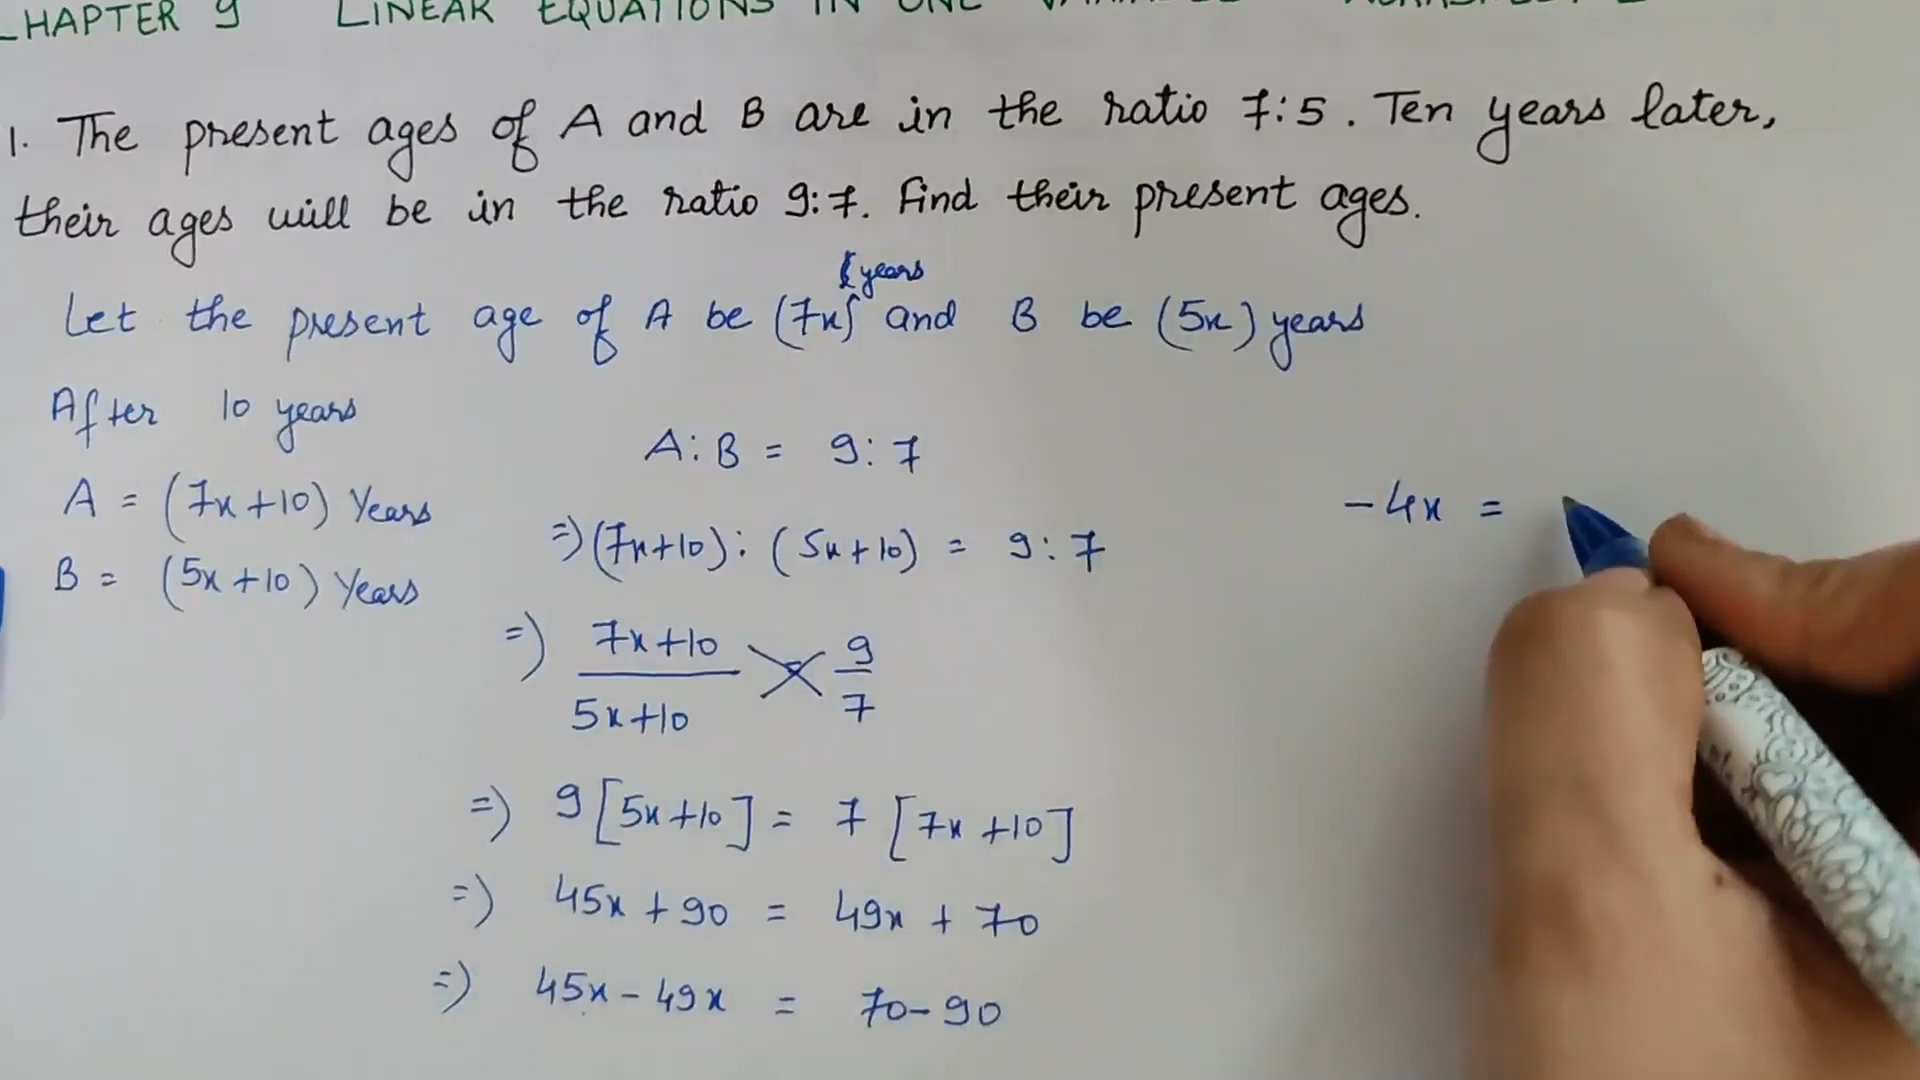 CHAPTER 9 LINEAR EQUATIONS IN ONE
1. The present ages of A and B are in the ratio 7:5. Ten years later,
their ages will be in the ratio 9:7. Find their present ages.
years
Let the present age of A be (7x) and B be (5x) years
After 10 years
A = (7x+10) Years
B = (5x+10) Years
A:B = 9:7
=) (7x+10) : (5x+10) = 9:7
=) 7x+10 9
5x+10 7
=) 9[5x+10] = 7[7x+10]
=) 45x + 90 = 49x + 70
=) 45x - 49x = 70-90
-4x =